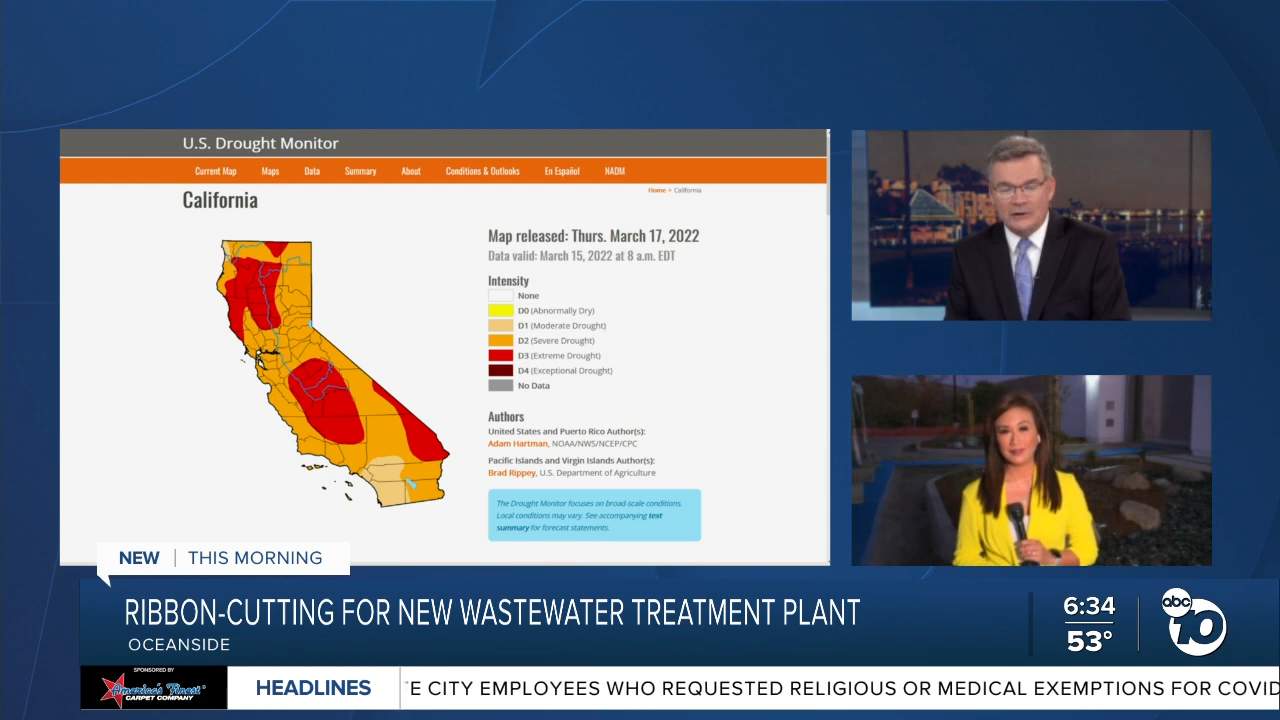 U.S. Drought Monitor
Current Map Maps Data Summary About Conditions & Outlooks En Español NADM
Home > California
California
Map released: Thurs. March 17, 2022
Data valid: March 15, 2022 at 8 a.m. EDT
Intensity
None
D0 (Abnormally Dry)
D1 (Moderate Drought)
D2 (Severe Drought)
D3 (Extreme Drought)
D4 (Exceptional Drought)
No Data
Authors
United States and Puerto Rico Author(s):
Adam Hartman, NOAA/NWS/NCEP/CPC
Pacific Islands and Virgin Islands Author(s):
Brad Rippey, U.S. Department of Agriculture
The Drought Monitor focuses on broad-scale conditions.
Local conditions may vary. See accompanying text
summary for forecast statements.
NEW THIS MORNING
RIBBON-CUTTING FOR NEW WASTEWATER TREATMENT PLANT
OCEANSIDE
6:34
53°
abc
10
SPONSORED BY
America's Finest
CARPET COMPANY
HEADLINES
E CITY EMPLOYEES WHO REQUESTED RELIGIOUS OR MEDICAL EXEMPTIONS FOR COVID